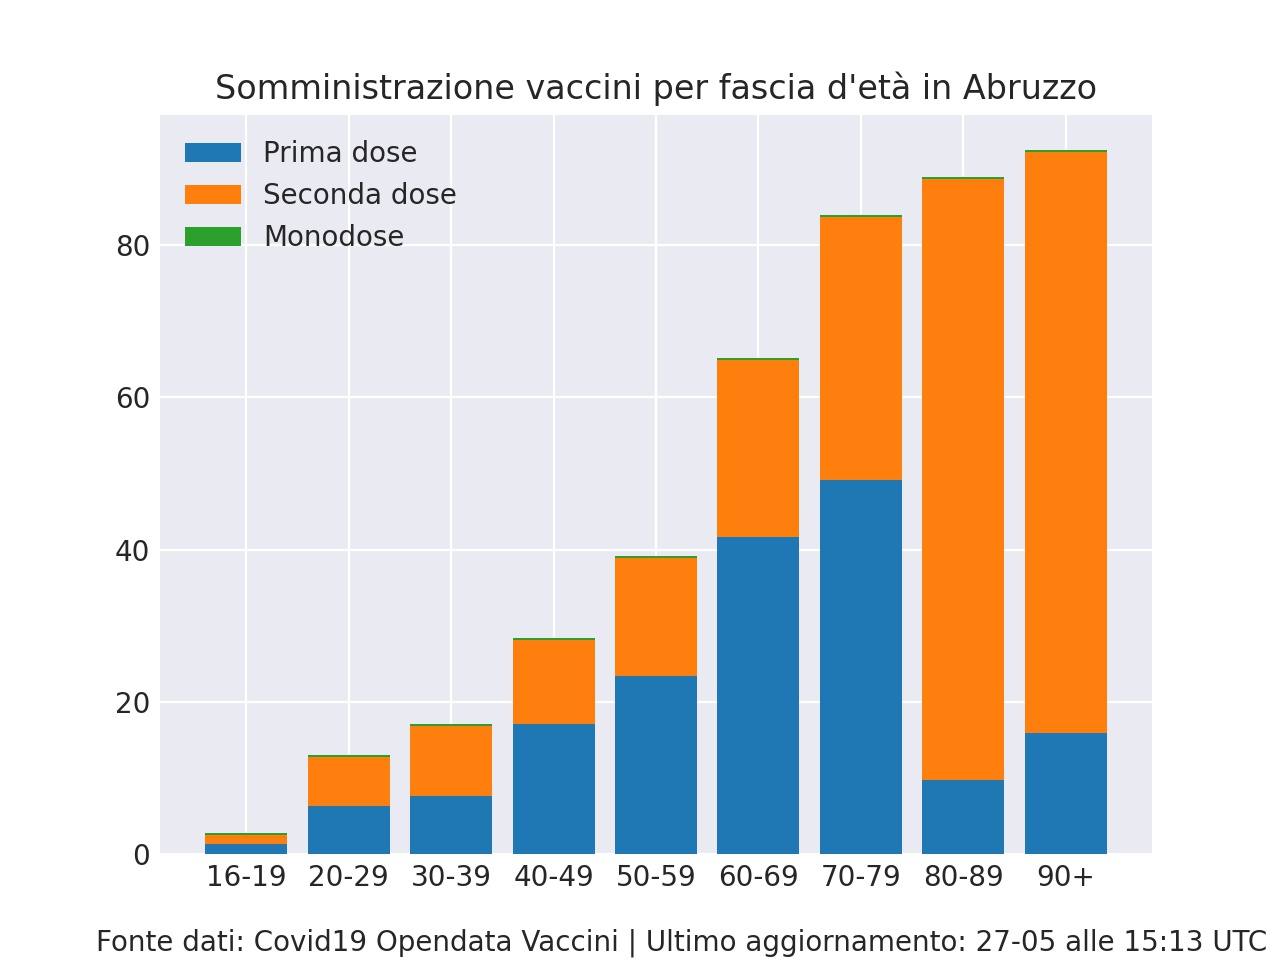 Somministrazione vaccini per fascia d'età in Abruzzo
Prima dose
Seconda dose
Monodose
80
60
40
20
0
16-19 20-29 30-39 40-49 50-59 60-69 70-79 80-89 90+
Fonte dati: Covid19 Opendata Vaccini | Ultimo aggiornamento: 27-05 alle 15:13 UTC